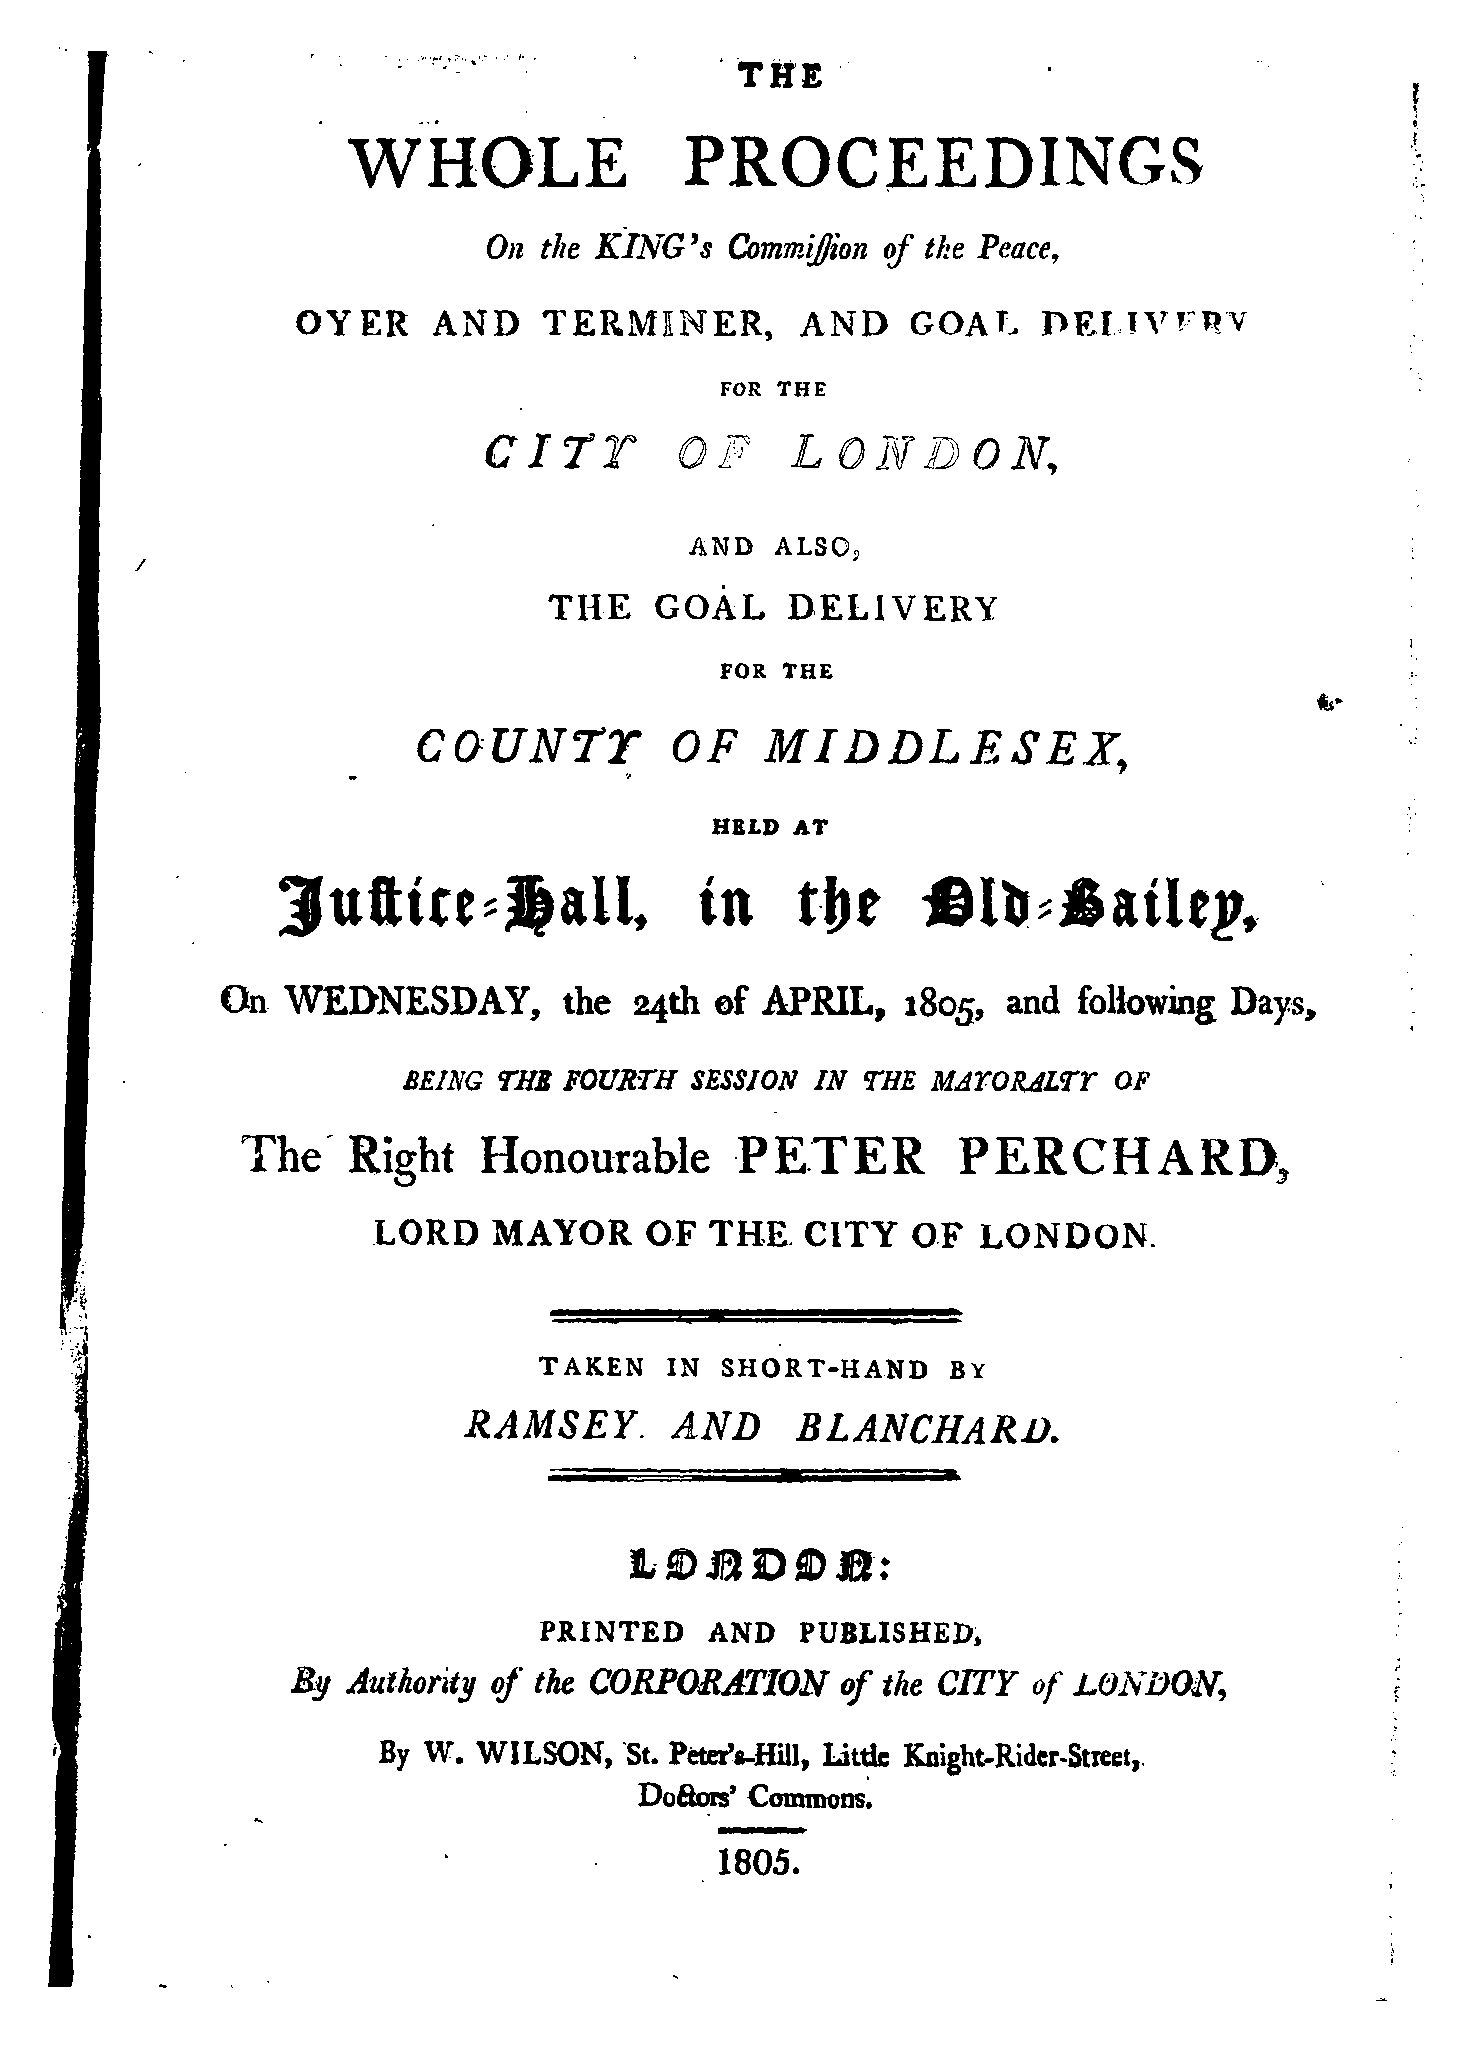 THE
WHOLE PROCEEDINGS
On the KING's Commiſſion of the Peace,
OYER AND TERMINER, AND GOAL DELIVERY
FOR THE
CITY OF LONDON,
AND ALSO,
THE GOAL DELIVERY
FOR THE
COUNTY OF MIDDLESEX,
HELD AT
Juſtice-Hall, in the Old-Bailey,
On WEDNESDAY, the 24th of APRIL, 1805, and following Days,
BEING THE FOURTH SESSION IN THE MAYORALTY OF
The Right Honourable PETER PERCHARD,
LORD MAYOR OF THE CITY OF LONDON.
TAKEN IN SHORT-HAND BY
RAMSEY AND BLANCHARD.
LONDON:
PRINTED AND PUBLISHED,
By Authority of the CORPORATION of the CITY of LONDON,
By W. WILSON, St. Peter's-Hill, Little Knight-Rider-Street,
Doctors' Commons.
1805.